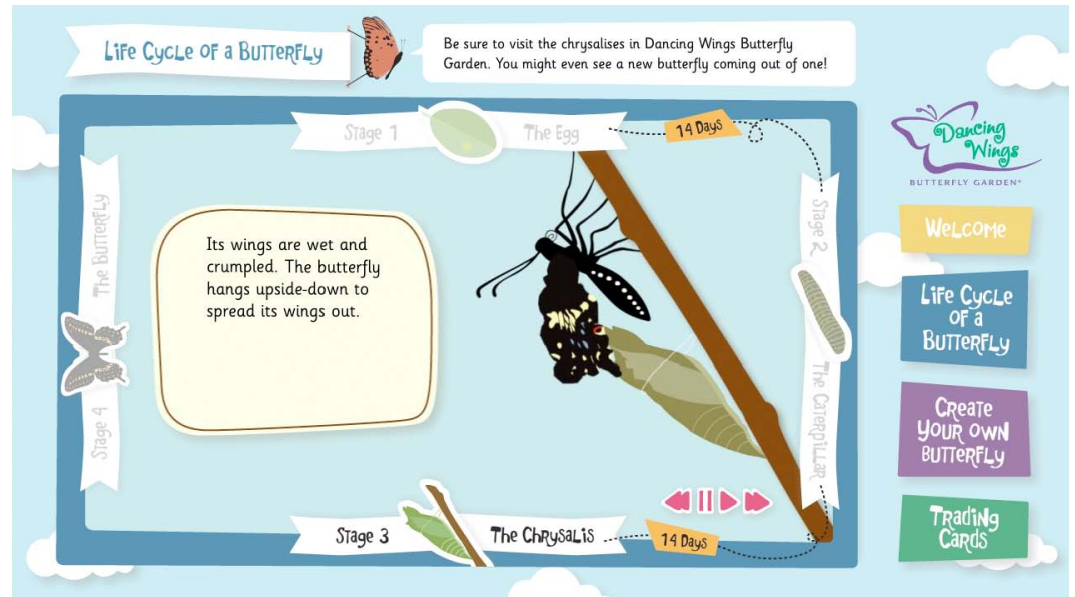 Life Cycle of a Butterfly
Be sure to visit the chrysalises in Dancing Wings Butterfly
Garden. You might even see a new butterfly coming out of one!
Stage 1
The Egg
14 Days
Stage 2
The Caterpillar
Stage 3
The Chrysalis
14 Days
Stage 4
The Butterfly
Its wings are wet and
crumpled. The butterfly
hangs upside-down to
spread its wings out.
Dancing
Wings
BUTTERFLY GARDEN®
Welcome
Life Cycle
of a
Butterfly
Create
Your Own
Butterfly
Trading
Cards